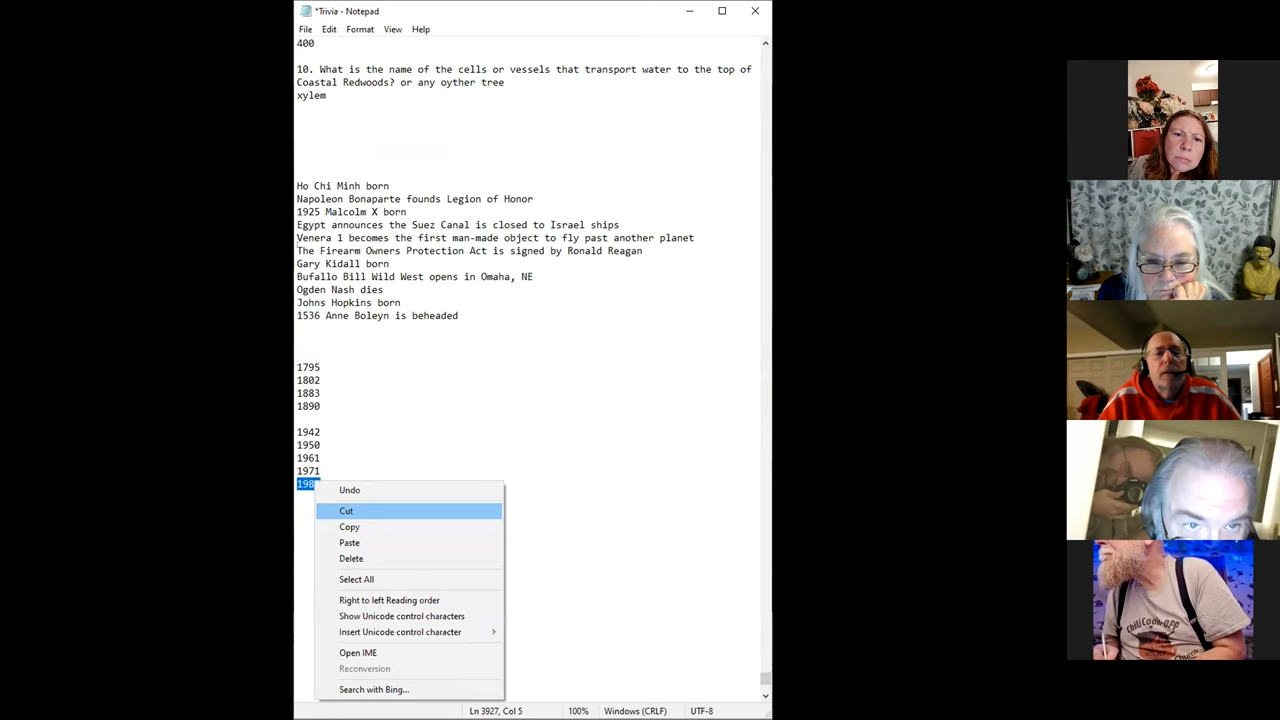 *Trivia - Notepad
File Edit Format View Help
400
10. What is the name of the cells or vessels that transport water to the top of
Coastal Redwoods? or any oyther tree
xylem
Ho Chi Minh born
Napoleon Bonaparte founds Legion of Honor
1925 Malcolm X born
Egypt announces the Suez Canal is closed to Israel ships
Venera 1 becomes the first man-made object to fly past another planet
The Firearm Owners Protection Act is signed by Ronald Reagan
Gary Kidall born
Bufallo Bill Wild West opens in Omaha, NE
Ogden Nash dies
Johns Hopkins born
1536 Anne Boleyn is beheaded
1795
1802
1883
1890
1942
1950
1961
1971
198
Undo
Cut
Copy
Paste
Delete
Select All
Right to left Reading order
Show Unicode control characters
Insert Unicode control character
Open IME
Reconversion
Search with Bing...
Ln 3927, Col 5 100% Windows (CRLF) UTF-8
Chili Cook-off
Church